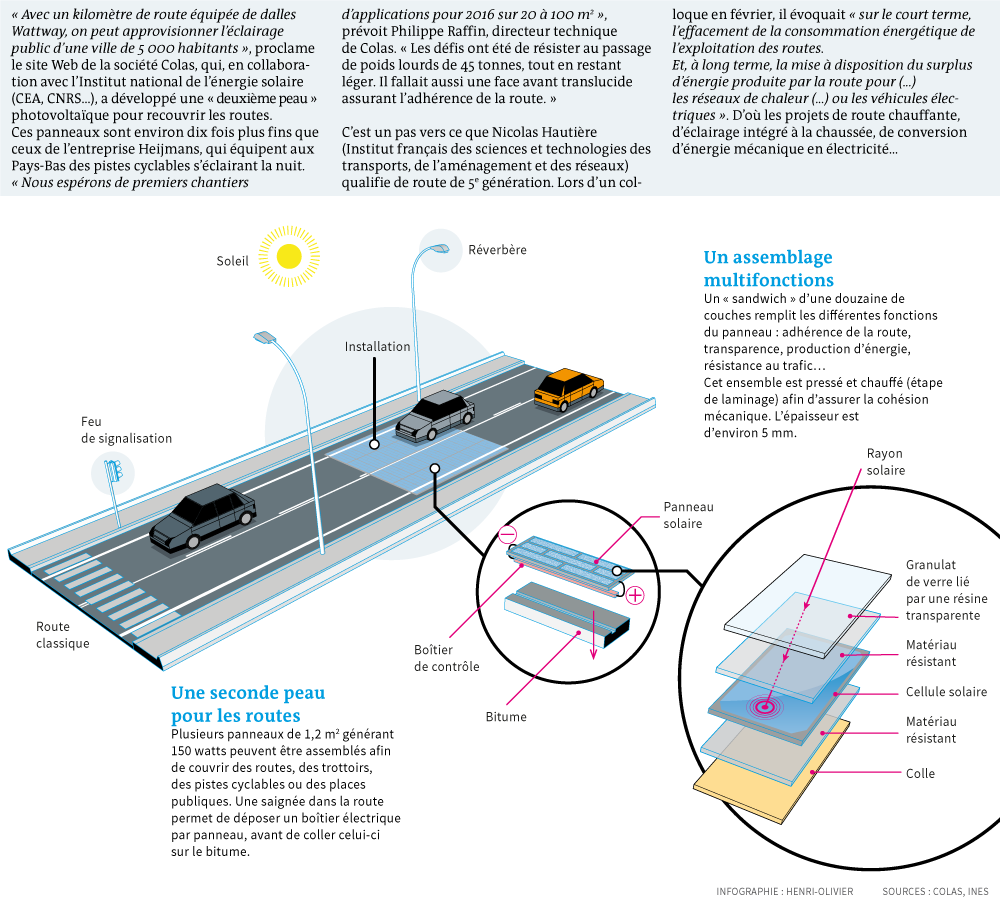 « Avec un kilomètre de route équipée de dalles
Wattway, on peut approvisionner l’éclairage
public d’une ville de 5 000 habitants », proclame
le site Web de la société Colas, qui, en collabora-
tion avec l’Institut national de l’énergie solaire
(CEA, CNRS…), a développé une « deuxième peau »
photovoltaïque pour recouvrir les routes.
Ces panneaux sont environ dix fois plus fins que
ceux de l’entreprise Heijmans, qui équipent aux
Pays-Bas des pistes cyclables s’éclairant la nuit.
« Nous espérons de premiers chantiers
d’applications pour 2016 sur 20 à 100 m² »,
prévoit Philippe Raffin, directeur technique
de Colas. « Les défis ont été de résister au passage
de poids lourds de 45 tonnes, tout en restant
léger. Il fallait aussi une face avant translucide
assurant l’adhérence de la route. »
C’est un pas vers ce que Nicolas Hautière
(Institut français des sciences et technologies des
transports, de l’aménagement et des réseaux)
qualifie de route de 5e génération. Lors d’un col-
loque en février, il évoquait « sur le court terme,
l’effacement de la consommation énergétique de
l’exploitation des routes.
Et, à long terme, la mise à disposition du surplus
d’énergie produite par la route pour (…)
les réseaux de chaleur (…) ou les véhicules élec-
triques ». D’où les projets de route chauffante,
d’éclairage intégré à la chaussée, de conversion
d’énergie mécanique en électricité…
Soleil
Réverbère
Installation
Feu
de signalisation
Route
classique
Une seconde peau
pour les routes
Plusieurs panneaux de 1,2 m² générant
150 watts peuvent être assemblés afin
de couvrir des routes, des trottoirs,
des pistes cyclables ou des places
publiques. Une saignée dans la route
permet de déposer un boîtier électrique
par panneau, avant de coller celui-ci
sur le bitume.
Panneau
solaire
−
+
Boîtier
de contrôle
Bitume
Un assemblage
multifonctions
Un « sandwich » d’une douzaine de
couches remplit les différentes fonctions
du panneau : adhérence de la route,
transparence, production d’énergie,
résistance au trafic…
Cet ensemble est pressé et chauffé (étape
de laminage) afin d’assurer la cohésion
mécanique. L’épaisseur est
d’environ 5 mm.
Rayon
solaire
Granulat
de verre lié
par une résine
transparente
Matériau
résistant
Cellule solaire
Matériau
résistant
Colle
INFOGRAPHIE : HENRI-OLIVIER
SOURCES : COLAS, INES